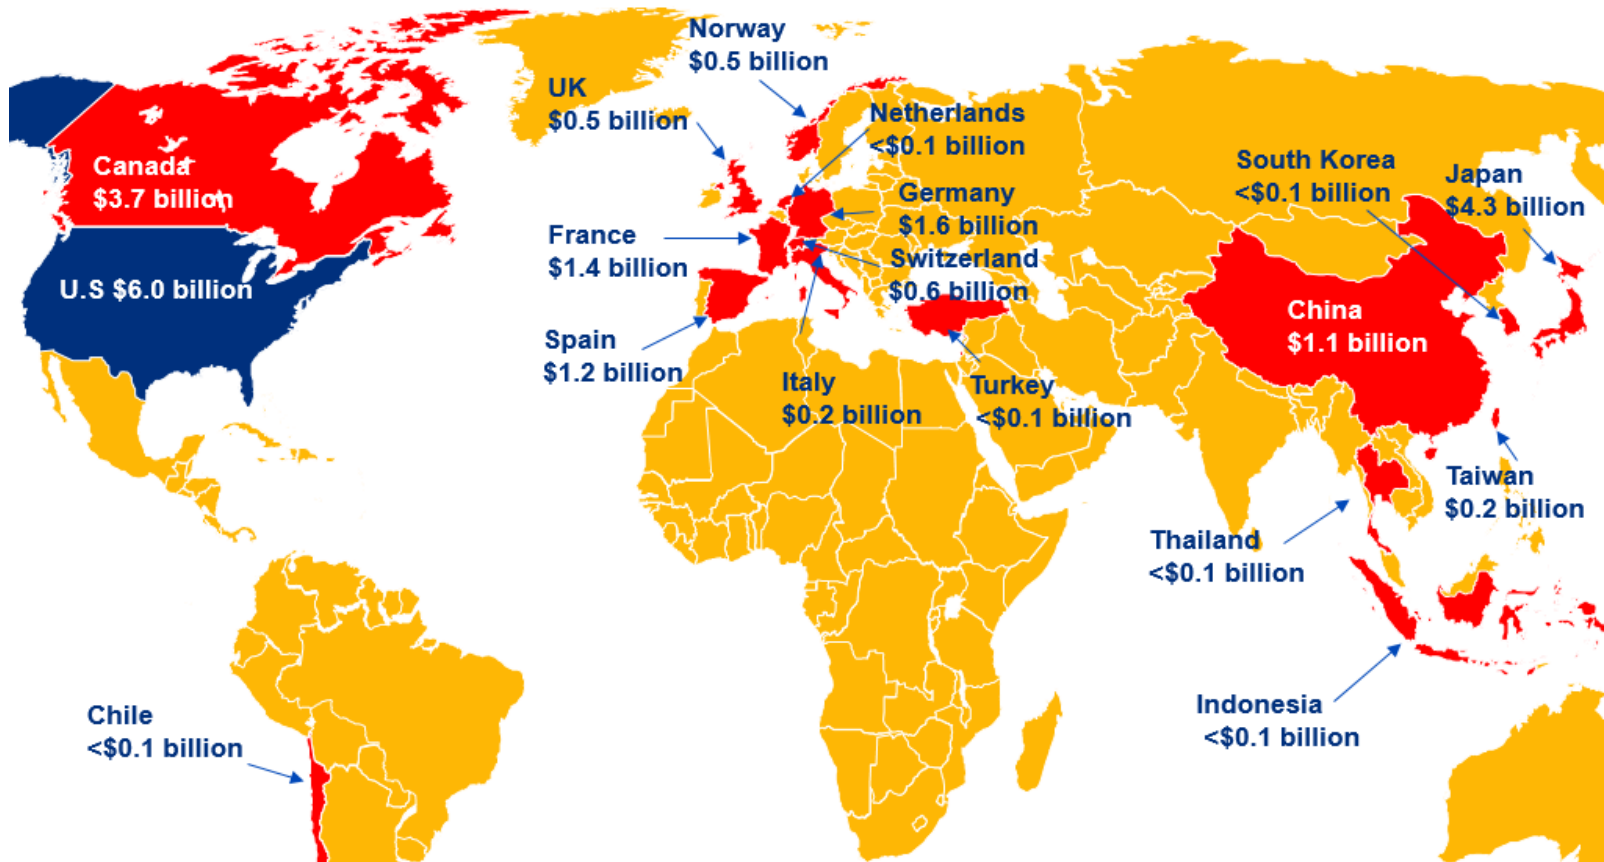 Norway
$0.5 billion
UK
$0.5 billion
Netherlands
<$0.1 billion
Canada
$3.7 billion
South Korea
<$0.1 billion
Japan
$4.3 billion
Germany
$1.6 billion
France
$1.4 billion
Switzerland
$0.6 billion
U.S $6.0 billion
China
$1.1 billion
Spain
$1.2 billion
Italy
$0.2 billion
Turkey
<$0.1 billion
Taiwan
$0.2 billion
Thailand
<$0.1 billion
Indonesia
<$0.1 billion
Chile
<$0.1 billion